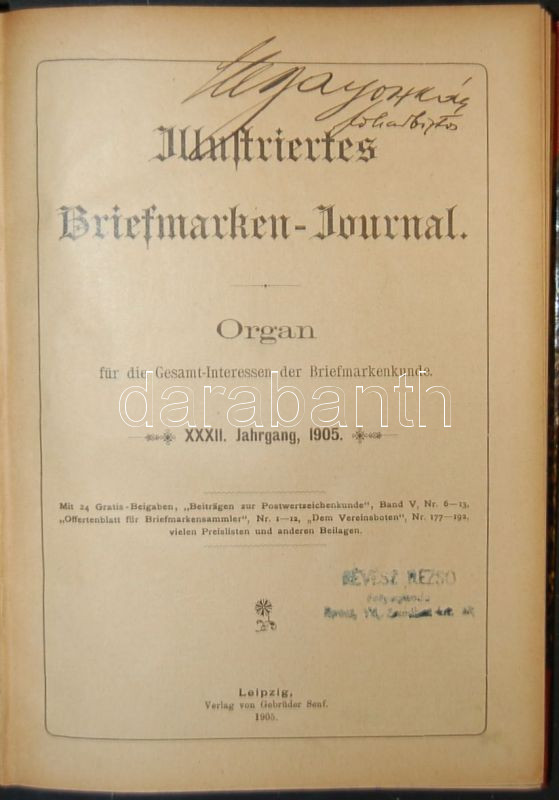 Illustriertes
Briefmarken-Journal.
Organ
für die Gesamt-Interessen der Briefmarkenkunde.
darabanth
XXXII. Jahrgang, 1905.
Mit 24 Gratis-Beigaben, „Beiträgen zur Postwertzeichenkunde", Band V, Nr. 6—13,
„Offertenblatt für Briefmarkensammler", Nr. 1—12, „Dem Vereinsboten", Nr. 177—192,
vielen Preislisten und anderen Beilagen.
RÉVÉSZ REZSŐ
Leipzig,
Verlag von Gebrüder Senf.
1905.